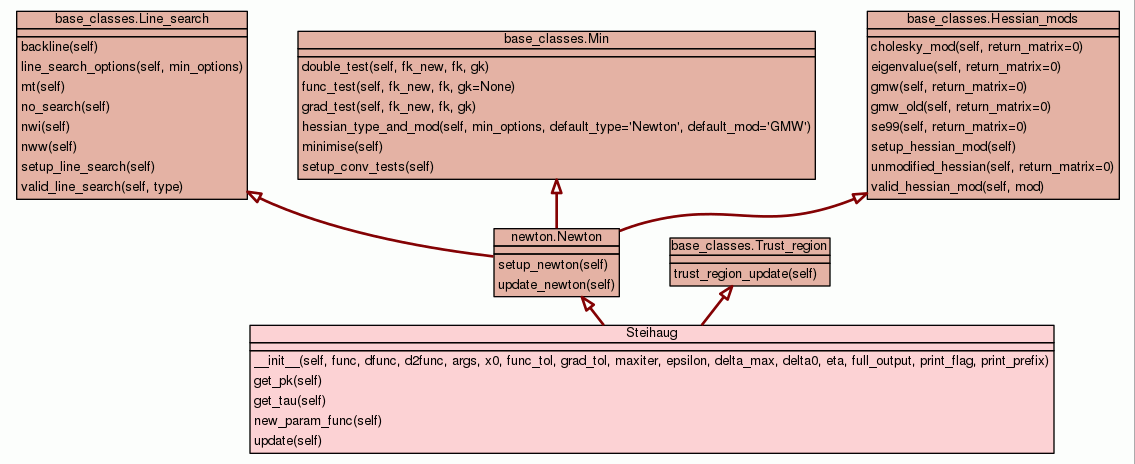 base_classes.Line_search
backline(self)
line_search_options(self, min_options)
mt(self)
no_search(self)
nwi(self)
nww(self)
setup_line_search(self)
valid_line_search(self, type)
base_classes.Min
double_test(self, fk_new, fk, gk)
func_test(self, fk_new, fk, gk=None)
grad_test(self, fk_new, fk, gk)
hessian_type_and_mod(self, min_options, default_type='Newton', default_mod='GMW')
minimise(self)
setup_conv_tests(self)
base_classes.Hessian_mods
cholesky_mod(self, return_matrix=0)
eigenvalue(self, return_matrix=0)
gmw(self, return_matrix=0)
gmw_old(self, return_matrix=0)
se99(self, return_matrix=0)
setup_hessian_mod(self)
unmodified_hessian(self, return_matrix=0)
valid_hessian_mod(self, mod)
newton.Newton
setup_newton(self)
update_newton(self)
base_classes.Trust_region
trust_region_update(self)
Steihaug
__init__(self, func, dfunc, d2func, args, x0, func_tol, grad_tol, maxiter, epsilon, delta_max, delta0, eta, full_output, print_flag, print_prefix)
get_pk(self)
get_tau(self)
new_param_func(self)
update(self)